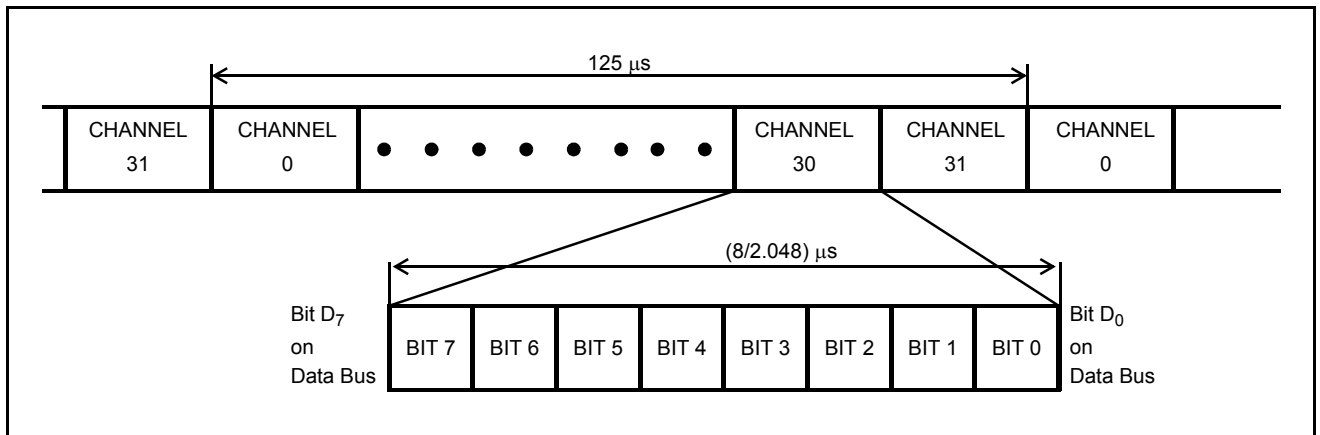 125 μs
CHANNEL
31
CHANNEL
0
CHANNEL
30
CHANNEL
31
CHANNEL
0
(8/2.048) μs
Bit D7
on
Data Bus
BIT 7
BIT 6
BIT 5
BIT 4
BIT 3
BIT 2
BIT 1
BIT 0
Bit D0
on
Data Bus